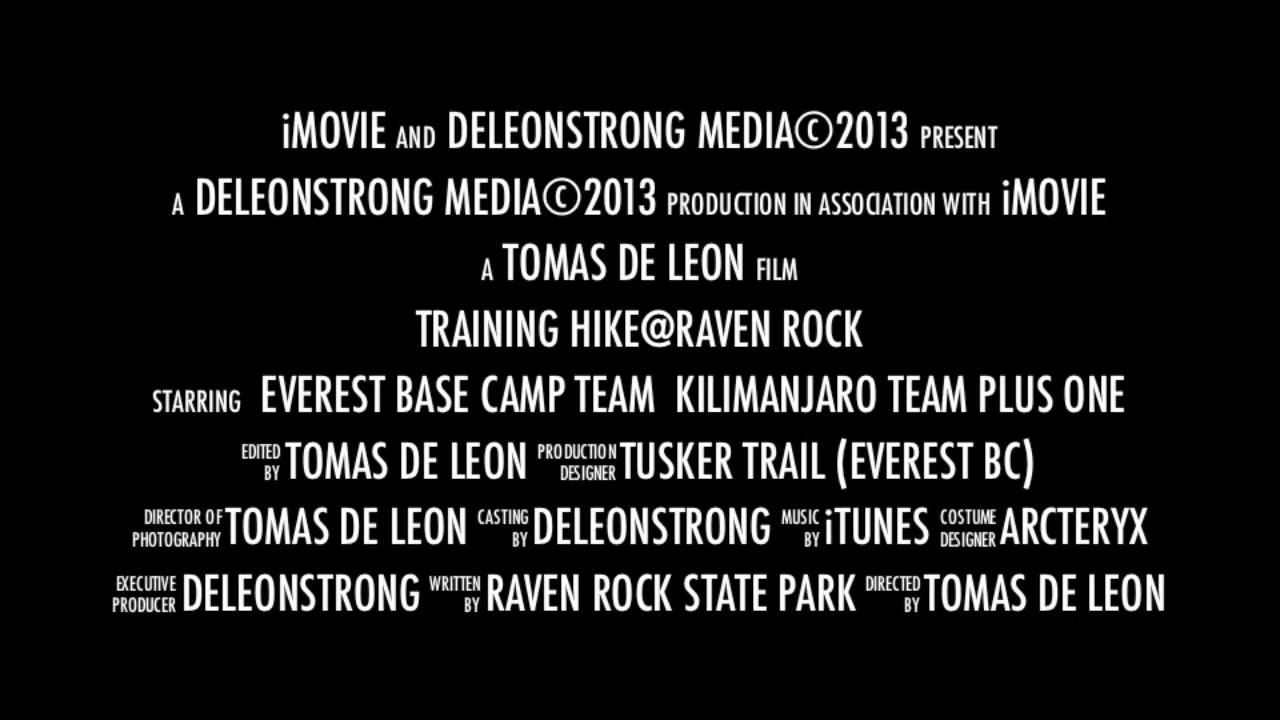 iMOVIE AND DELEONSTRONG MEDIA©2013 PRESENT
A DELEONSTRONG MEDIA©2013 PRODUCTION IN ASSOCIATION WITH iMOVIE
A TOMAS DE LEON FILM
TRAINING HIKE@RAVEN ROCK
STARRING EVEREST BASE CAMP TEAM KILIMANJARO TEAM PLUS ONE
EDITED BY TOMAS DE LEON PRODUCTION DESIGNER TUSKER TRAIL (EVEREST BC)
DIRECTOR OF PHOTOGRAPHY TOMAS DE LEON CASTING BY DELEONSTRONG MUSIC BY iTUNES COSTUME DESIGNER ARCTERYX
EXECUTIVE PRODUCER DELEONSTRONG WRITTEN BY RAVEN ROCK STATE PARK DIRECTED BY TOMAS DE LEON